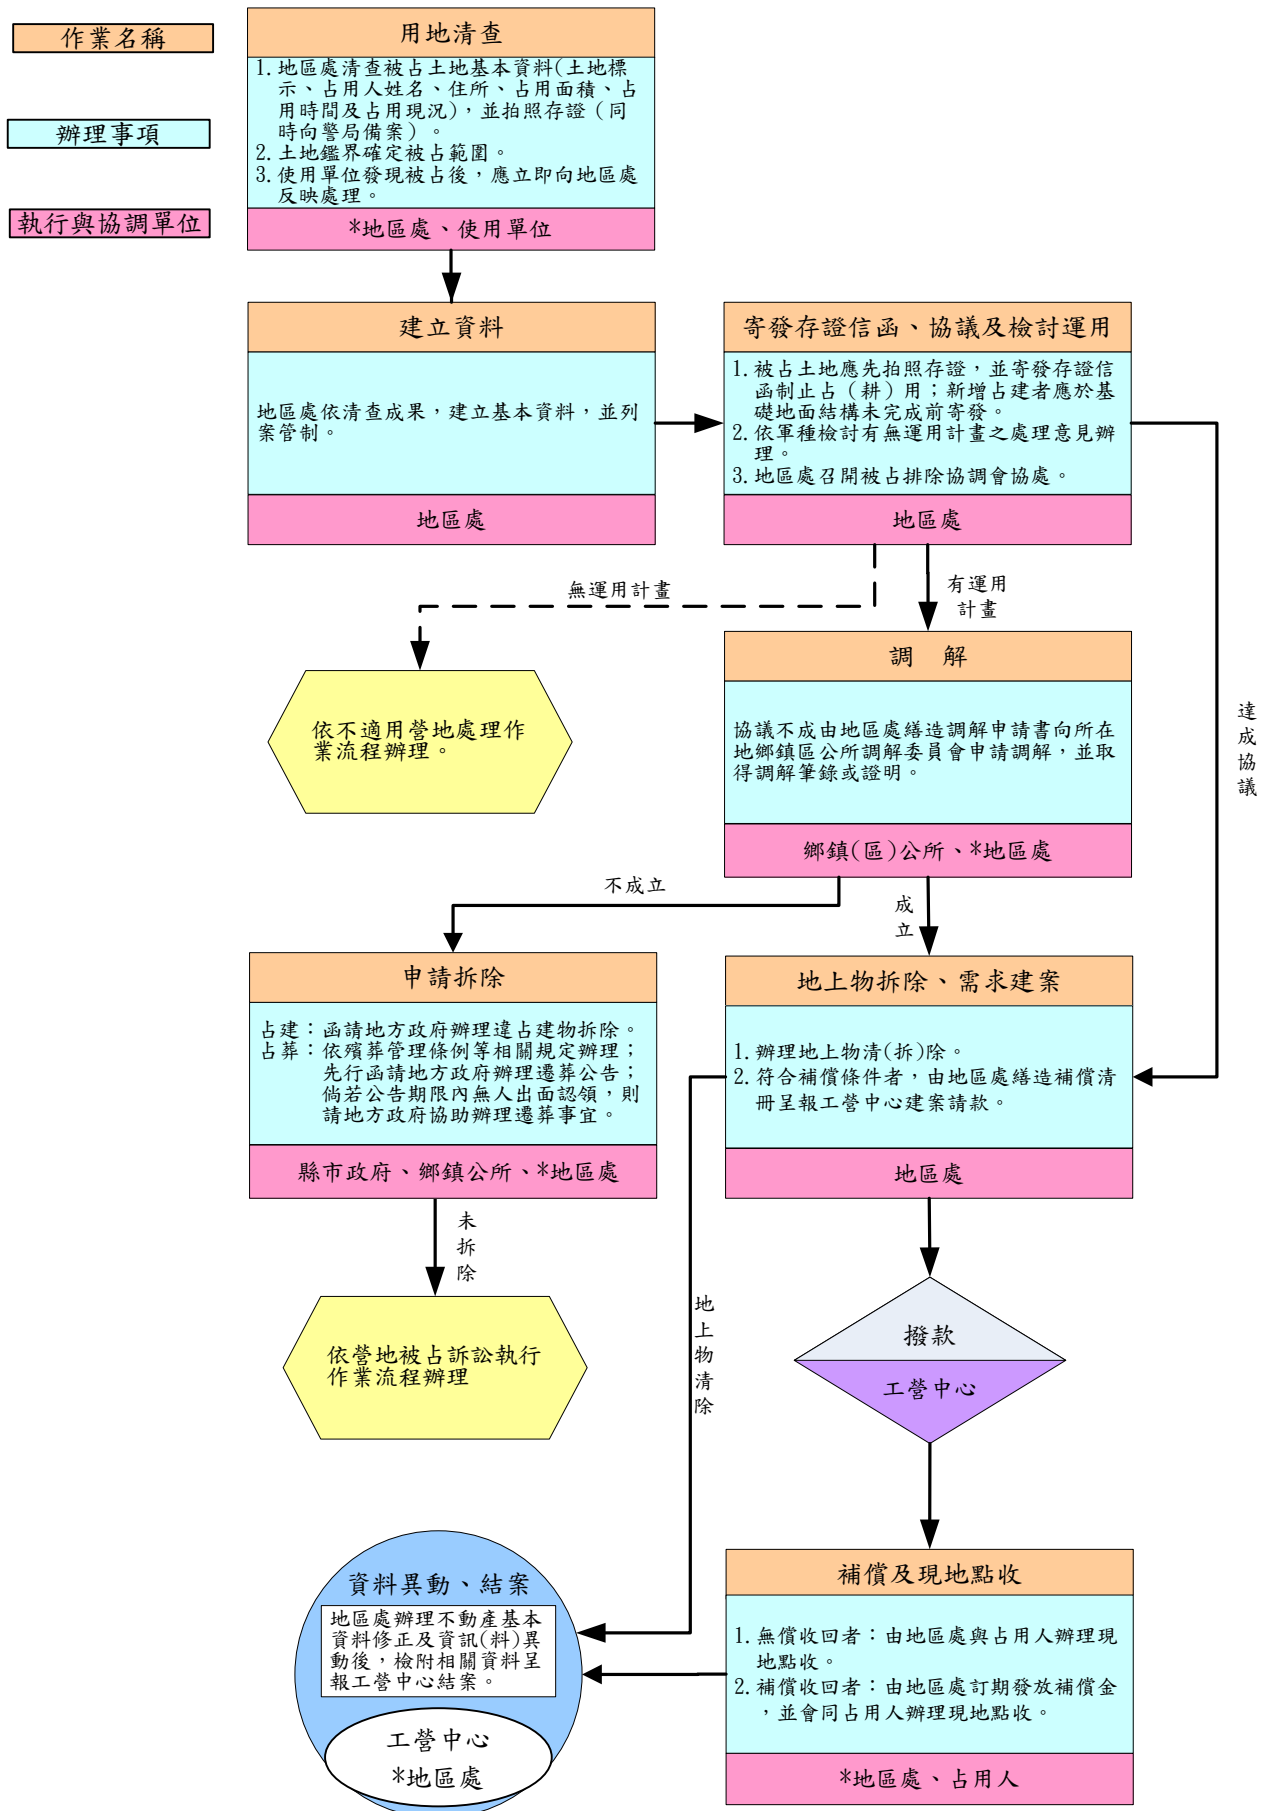 作業名稱
辦理事項
執行與協調單位
用地清查
1. 地區處清查被占土地基本資料(土地標
示、占用人姓名、住所、占用面積、占
用時間及占用現況)，並拍照存證（同
時向警局備案）。
2. 土地鑑界確定被占範圍。
3. 使用單位發現被占後，應立即向地區處
反映處理。
*地區處、使用單位
建立資料
地區處依清查成果，建立基本資料，並列
案管制。
地區處
寄發存證信函、協議及檢討運用
1. 被占土地應先拍照存證，並寄發存證信
函制止占（耕）用；新增占建者應於基
礎地面結構未完成前寄發。
2. 依軍種檢討有無運用計畫之處理意見辦
理。
3. 地區處召開被占排除協調會協處。
地區處
無運用計畫
有運用
計畫
依不適用營地處理作
業流程辦理。
調　解
協議不成由地區處繕造調解申請書向所在
地鄉鎮區公所調解委員會申請調解，並取
得調解筆錄或證明。
鄉鎮(區)公所、*地區處
達
成
協
議
不成立
成
立
申請拆除
占建：函請地方政府辦理違占建物拆除。
占葬：依殯葬管理條例等相關規定辦理；
先行函請地方政府辦理遷葬公告；
倘若公告期限內無人出面認領，則
請地方政府協助辦理遷葬事宜。
縣市政府、鄉鎮公所、*地區處
地上物拆除、需求建案
1. 辦理地上物清(拆)除。
2. 符合補償條件者，由地區處繕造補償清
冊呈報工營中心建案請款。
地區處
未
拆
除
依營地被占訴訟執行
作業流程辦理
地
上
物
清
除
撥款
工營中心
資料異動、結案
地區處辦理不動產基本
資料修正及資訊(料)異
動後，檢附相關資料呈
報工營中心結案。
工營中心
*地區處
補償及現地點收
1. 無償收回者：由地區處與占用人辦理現
地點收。
2. 補償收回者：由地區處訂期發放補償金
，並會同占用人辦理現地點收。
*地區處、占用人